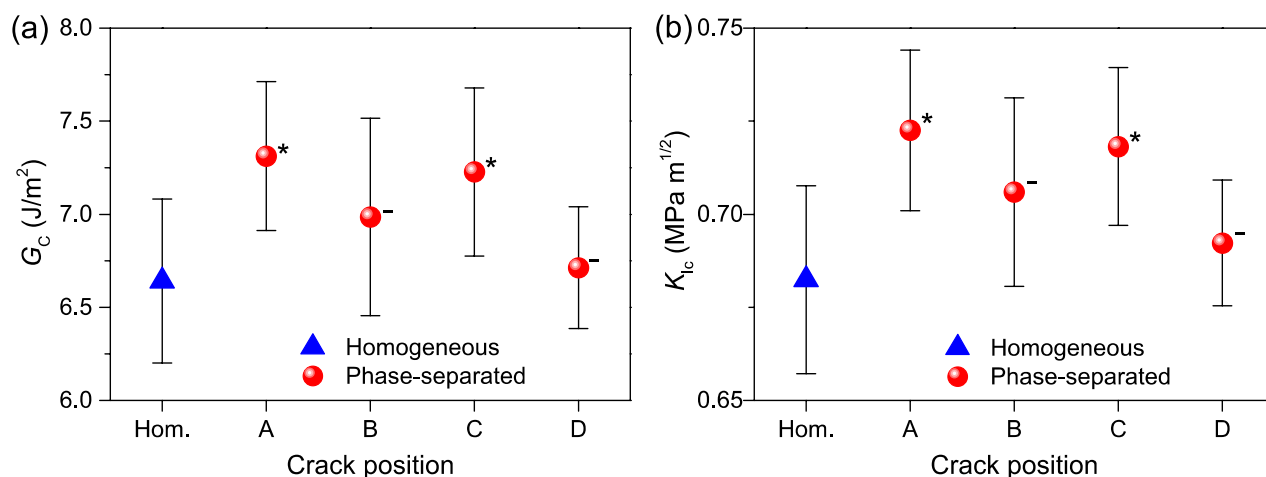 (a)
8.0
7.5
7.0
6.5
6.0
G_C (J/m²)
* - * -
Homogeneous
Phase-separated
Hom. A B C D
Crack position
(b)
0.75
0.70
0.65
K_Ic (MPa m^1/2)
* - * -
Homogeneous
Phase-separated
Hom. A B C D
Crack position